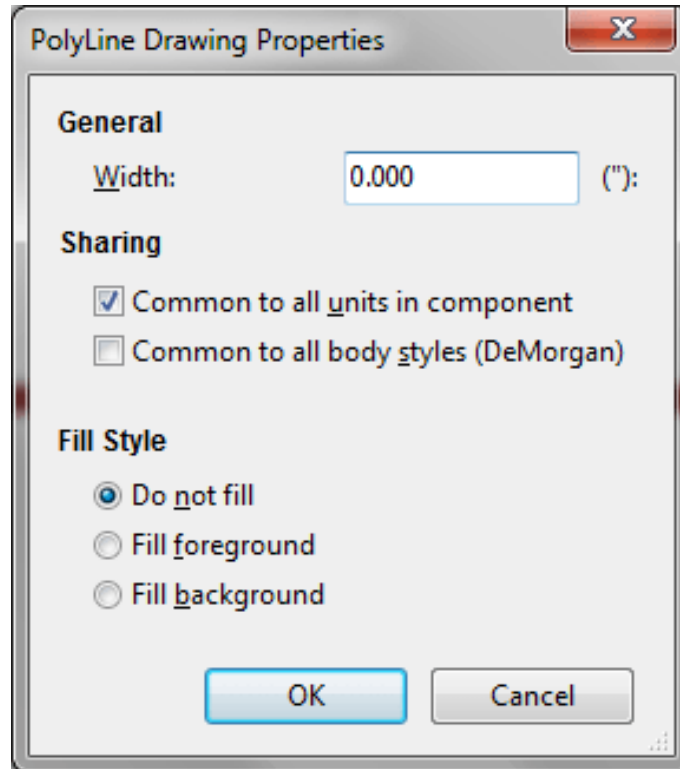 PolyLine Drawing Properties
General
Width: 0.000 ("):
Sharing
Common to all units in component
Common to all body styles (DeMorgan)
Fill Style
Do not fill
Fill foreground
Fill background
OK Cancel